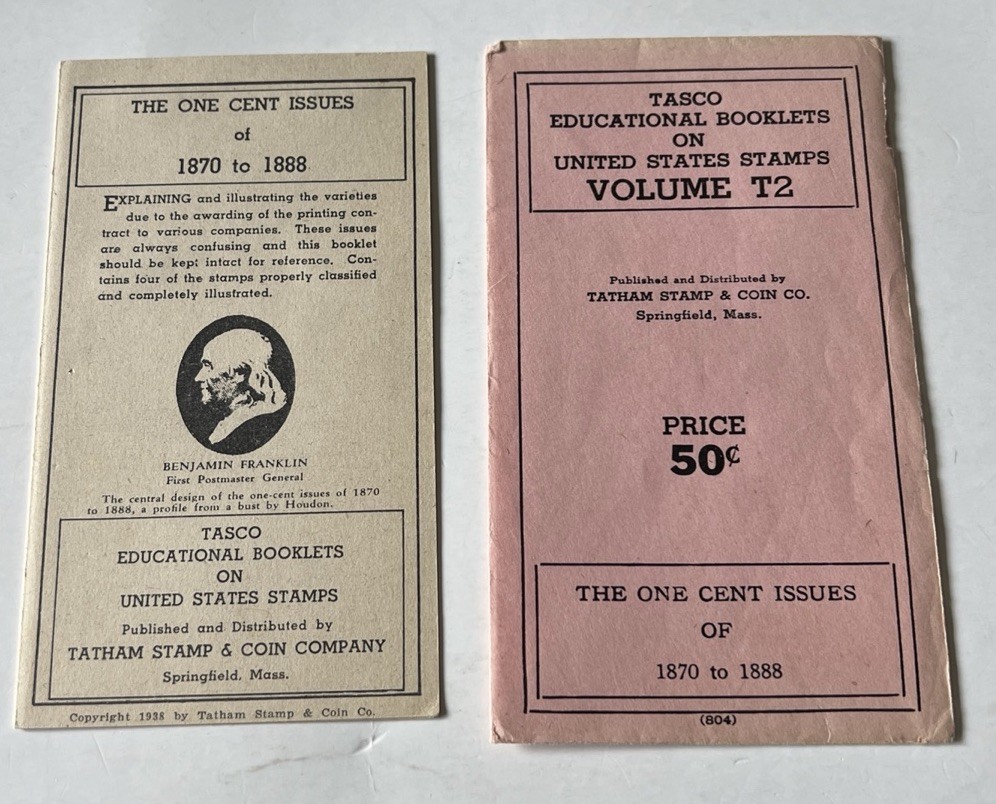 THE ONE CENT ISSUES
of
1870 to 1888
EXPLAINING and illustrating the varieties
due to the awarding of the printing con-
tract to various companies. These issues
are always confusing and this booklet
should be kept intact for reference. Con-
tains four of the stamps properly classified
and completely illustrated.
BENJAMIN FRANKLIN
First Postmaster General
The central design of the one-cent issues of 1870
to 1888, a profile from a bust by Houdon.
TASCO
EDUCATIONAL BOOKLETS
ON
UNITED STATES STAMPS
Published and Distributed by
TATHAM STAMP & COIN COMPANY
Springfield, Mass.
Copyright 1938 by Tatham Stamp & Coin Co.
TASCO
EDUCATIONAL BOOKLETS
ON
UNITED STATES STAMPS
VOLUME T2
Published and Distributed by
TATHAM STAMP & COIN CO.
Springfield, Mass.
PRICE
50¢
THE ONE CENT ISSUES
OF
1870 to 1888
(804)